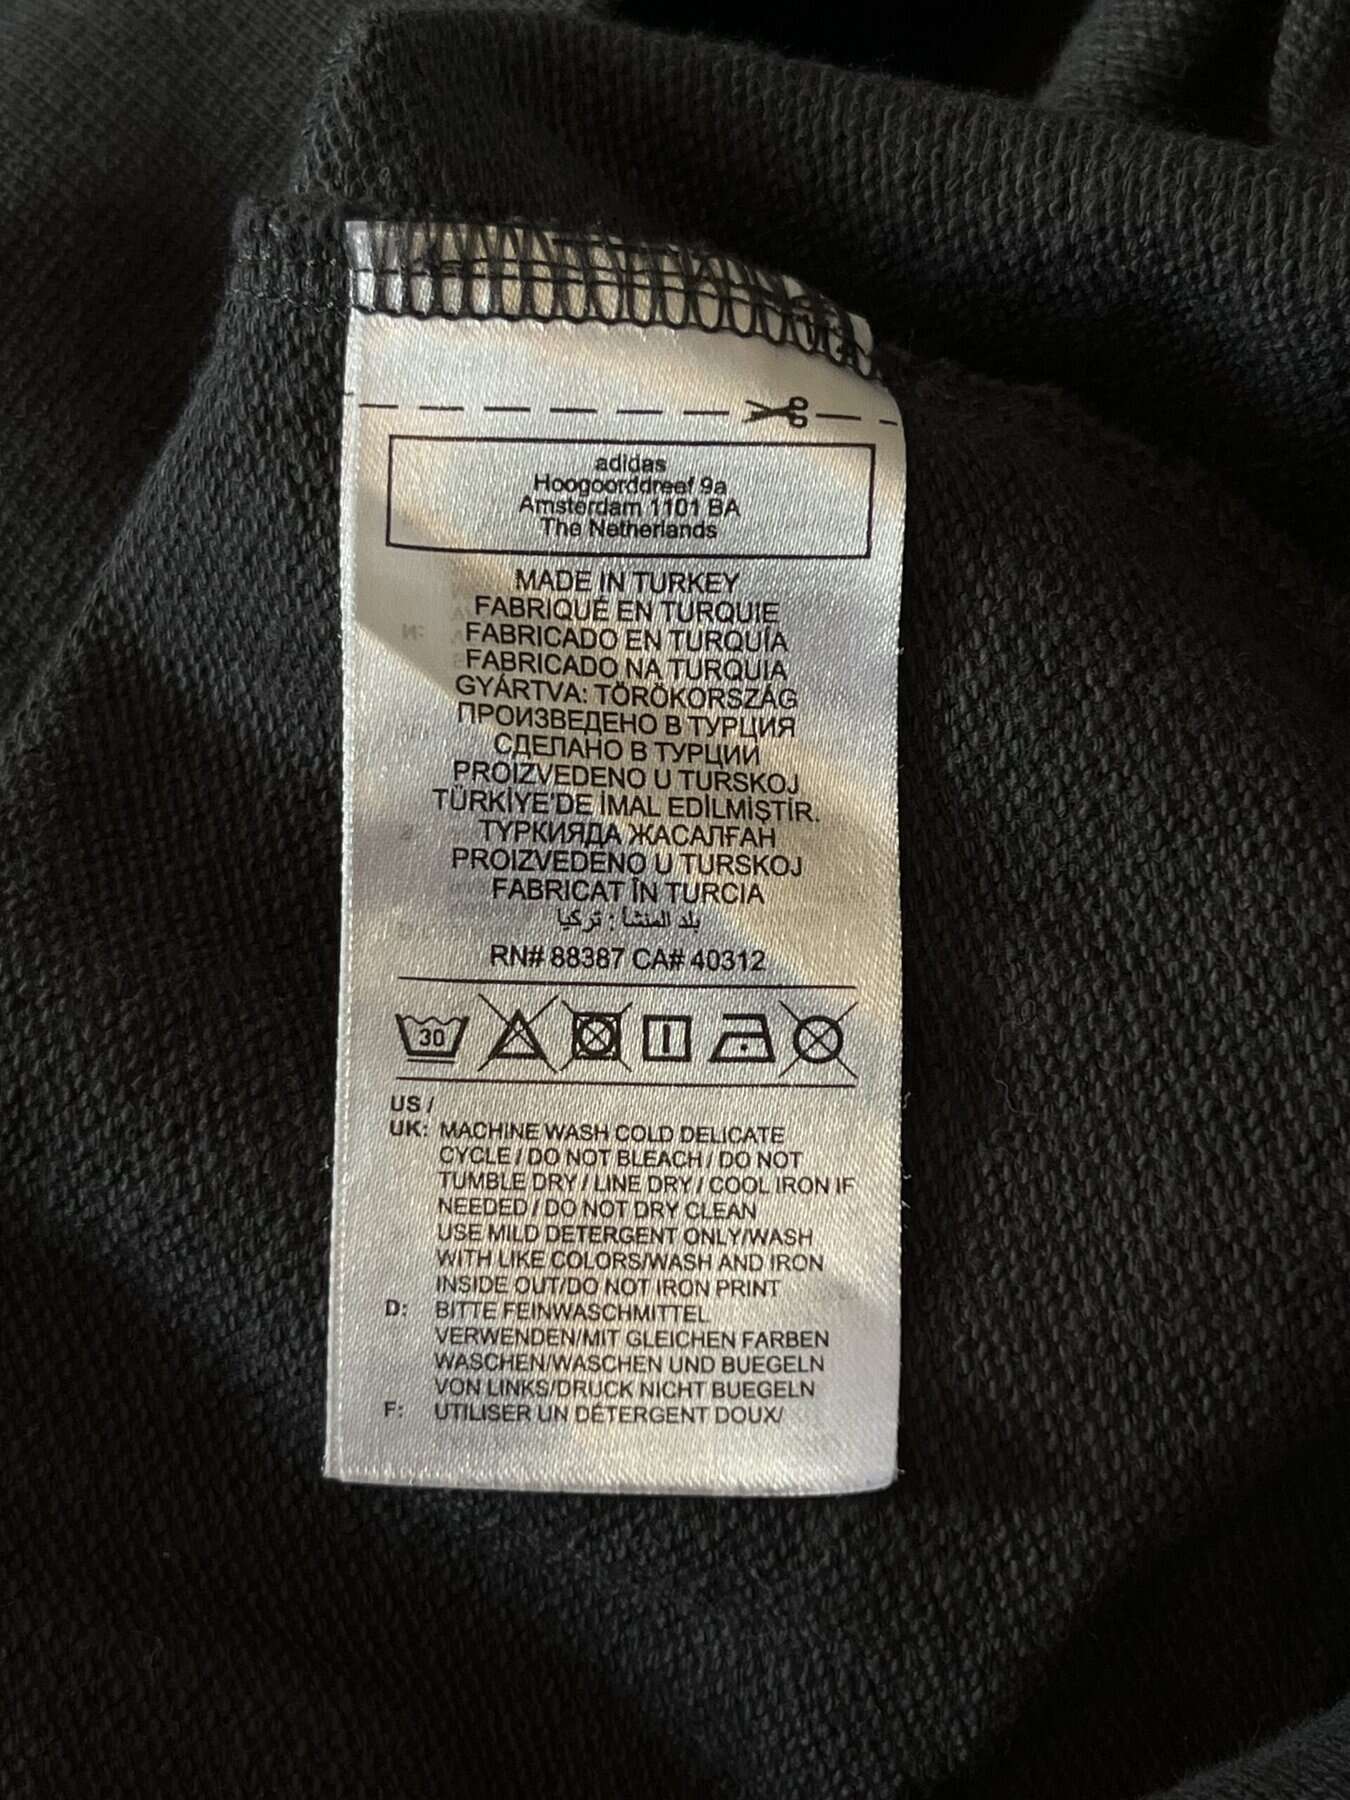 adidas
Hoogoorddreef 9a
Amsterdam 1101 BA
The Netherlands
MADE IN TURKEY
FABRIQUÉ EN TURQUIE
FABRICADO EN TURQUÍA
FABRICADO NA TURQUIA
GYÁRTVA: TÖRÖKORSZÁG
ПРОИЗВЕДЕНО В ТУРЦИЯ
СДЕЛАНО В ТУРЦИИ
PROIZVEDENO U TURSKOJ
TÜRKİYE'DE İMAL EDİLMİŞTİR.
ТҮРКИЯДА ЖАСАЛҒАН
PROIZVEDENO U TURSKOJ
FABRICAT ÎN TURCIA
بلد المنشأ : تركيا
RN# 88387 CA# 40312
30
US /
UK: MACHINE WASH COLD DELICATE
CYCLE / DO NOT BLEACH / DO NOT
TUMBLE DRY / LINE DRY / COOL IRON IF
NEEDED / DO NOT DRY CLEAN
USE MILD DETERGENT ONLY/WASH
WITH LIKE COLORS/WASH AND IRON
INSIDE OUT/DO NOT IRON PRINT
D: BITTE FEINWASCHMITTEL
VERWENDEN/MIT GLEICHEN FARBEN
WASCHEN/WASCHEN UND BUEGELN
VON LINKS/DRUCK NICHT BUEGELN
F: UTILISER UN DÉTERGENT DOUX/